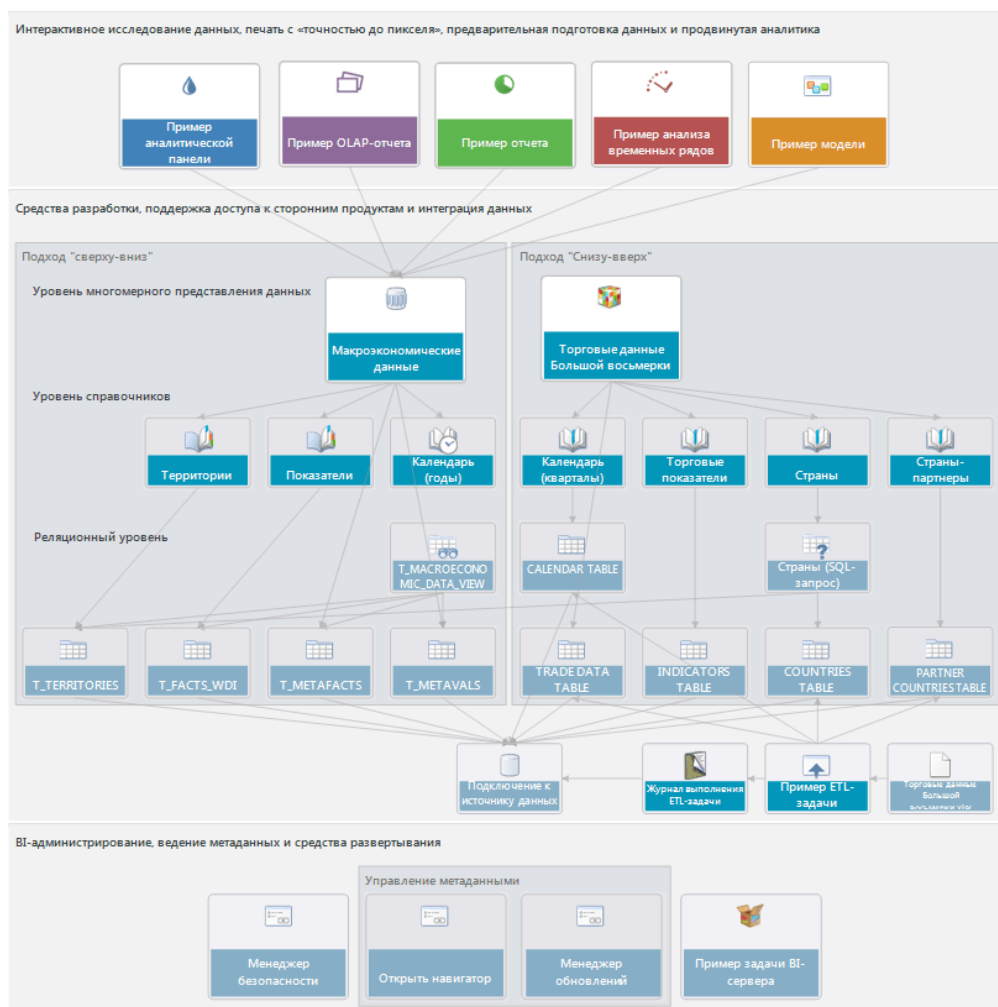 Интерактивное исследование данных, печать с «точностью до пикселя», предварительная подготовка данных и продвинутая аналитика
Пример
аналитической
панели
Пример OLAP-отчета
Пример отчета
Пример анализа
временных рядов
Пример модели
Средства разработки, поддержка доступа к сторонним продуктам и интеграция данных
Подход "сверху-вниз"
Подход "Снизу-вверх"
Уровень многомерного представления данных
Макроэкономические
данные
Торговые данные
Большой восьмерки
Уровень справочников
Территории
Показатели
Календарь
(годы)
Календарь
(кварталы)
Торговые
показатели
Страны
Страны-
партнеры
Реляционный уровень
T_MACROECONO
MIC_DATA_VIEW
CALENDAR TABLE
Страны (SQL-
запрос)
T_TERRITORIES
T_FACTS_WDI
T_METAFACTS
T_METAVALS
TRADE DATA
TABLE
INDICATORS
TABLE
COUNTRIES
TABLE
PARTNER
COUNTRIES TABLE
Подключение к
источнику данных
Журнал выполнения
ETL-задачи
Пример ETL-
задачи
Торговые данные
Большой
восьмерки.xlsx
BI-администрирование, ведение метаданных и средства развертывания
Управление метаданными
Менеджер
безопасности
Открыть навигатор
Менеджер
обновлений
Пример задачи BI-
сервера